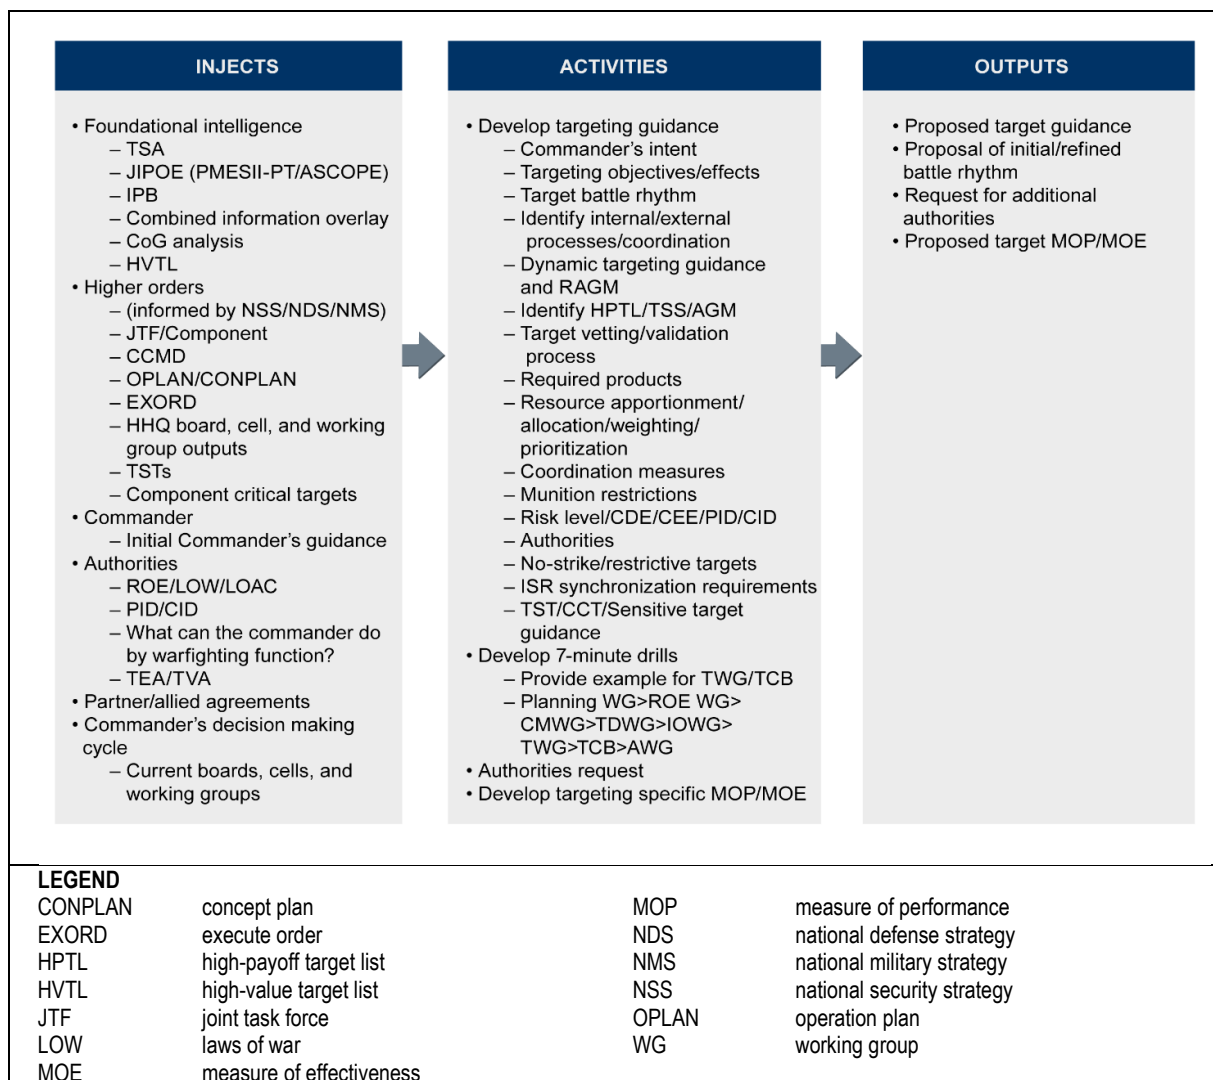 INJECTS
• Foundational intelligence
– TSA
– JIPOE (PMESII-PT/ASCOPE)
– IPB
– Combined information overlay
– CoG analysis
– HVTL
• Higher orders
– (informed by NSS/NDS/NMS)
– JTF/Component
– CCMD
– OPLAN/CONPLAN
– EXORD
– HHQ board, cell, and working
group outputs
– TSTs
– Component critical targets
• Commander
– Initial Commander's guidance
• Authorities
– ROE/LOW/LOAC
– PID/CID
– What can the commander do
by warfighting function?
– TEA/TVA
• Partner/allied agreements
• Commander's decision making
cycle
– Current boards, cells, and
working groups
ACTIVITIES
• Develop targeting guidance
– Commander's intent
– Targeting objectives/effects
– Target battle rhythm
– Identify internal/external
processes/coordination
– Dynamic targeting guidance
and RAGM
– Identify HPTL/TSS/AGM
– Target vetting/validation
process
– Required products
– Resource apportionment/
allocation/weighting/
prioritization
– Coordination measures
– Munition restrictions
– Risk level/CDE/CEE/PID/CID
– Authorities
– No-strike/restrictive targets
– ISR synchronization requirements
– TST/CCT/Sensitive target
guidance
• Develop 7-minute drills
– Provide example for TWG/TCB
– Planning WG>ROE WG>
CMWG>TDWG>IOWG>
TWG>TCB>AWG
• Authorities request
• Develop targeting specific MOP/MOE
OUTPUTS
• Proposed target guidance
• Proposal of initial/refined
battle rhythm
• Request for additional
authorities
• Proposed target MOP/MOE
LEGEND
CONPLAN concept plan
EXORD execute order
HPTL high-payoff target list
HVTL high-value target list
JTF joint task force
LOW laws of war
MOE measure of effectiveness
MOP measure of performance
NDS national defense strategy
NMS national military strategy
NSS national security strategy
OPLAN operation plan
WG working group